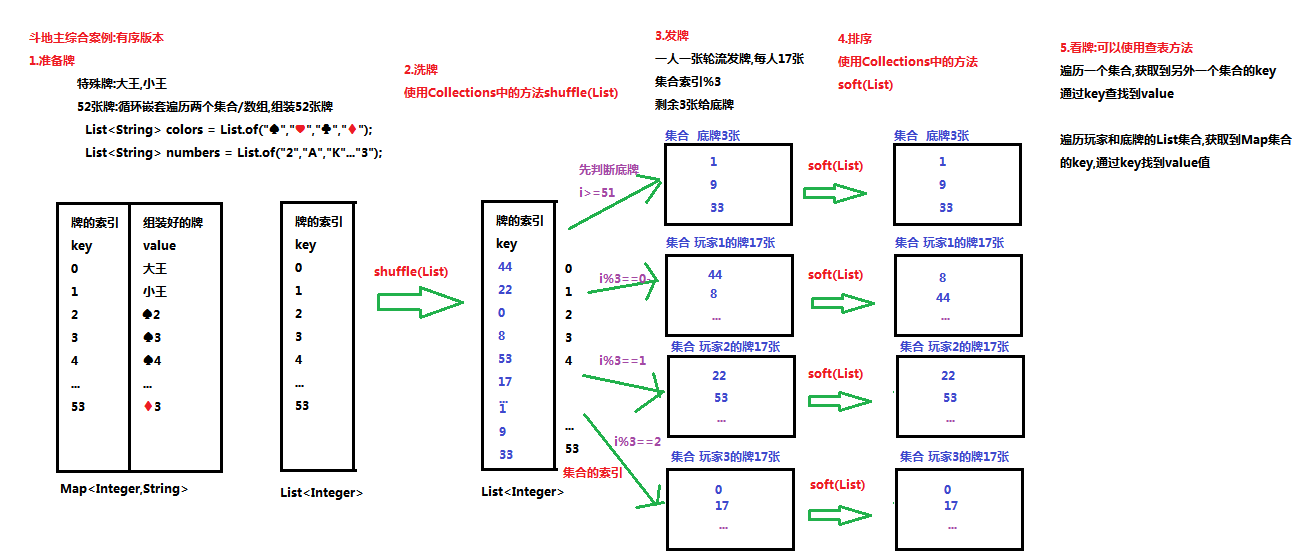 斗地主综合案例:有序版本
1.准备牌
特殊牌:大王,小王
52张牌:循环嵌套遍历两个集合/数组,组装52张牌
List<String> colors = List.of("♠","♥","♣","♦");
List<String> numbers = List.of("2","A","K"..."3");
牌的索引
key
0
1
2
3
4
...
53
组装好的牌
value
大王
小王
♠2
♠3
♠4
...
♦3
Map<Integer,String>
牌的索引
key
0
1
2
3
4
...
53
List<Integer>
2.洗牌
使用Collections中的方法shuffle(List)
shuffle(List)
牌的索引
key
44
22
0
8
53
17
...
1
9
33
List<Integer>
0
1
2
3
4
...
53
集合的索引
3.发牌
一人一张轮流发牌,每人17张
集合索引%3
剩余3张给底牌
先判断底牌
i>=51
i%3==0
i%3==1
i%3==2
集合 底牌3张
1
9
33
集合 玩家1的牌17张
44
8
...
集合 玩家2的牌17张
22
53
...
集合 玩家3的牌17张
0
17
...
4.排序
使用Collections中的方法
soft(List)
soft(List)
soft(List)
soft(List)
soft(List)
集合 底牌3张
1
9
33
集合 玩家1的牌17张
8
44
...
集合 玩家2的牌17张
22
53
...
集合 玩家3的牌17张
0
17
...
5.看牌:可以使用查表方法
遍历一个集合,获取到另外一个集合的key
通过key查找到value
遍历玩家和底牌的List集合,获取到Map集合
的key,通过key找到value值